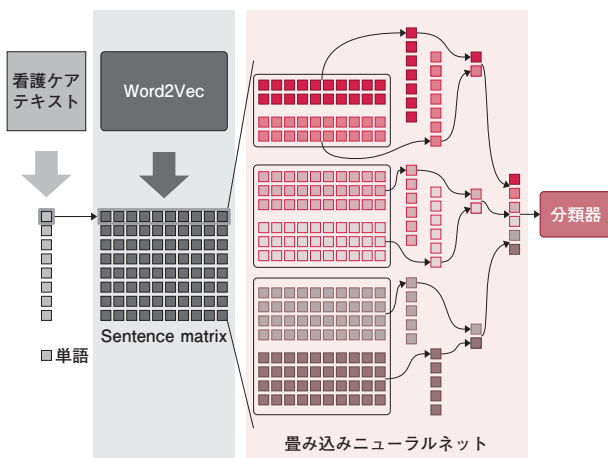 看護ケア
テキスト
Word2Vec
単語
Sentence matrix
分類器
畳み込みニューラルネット